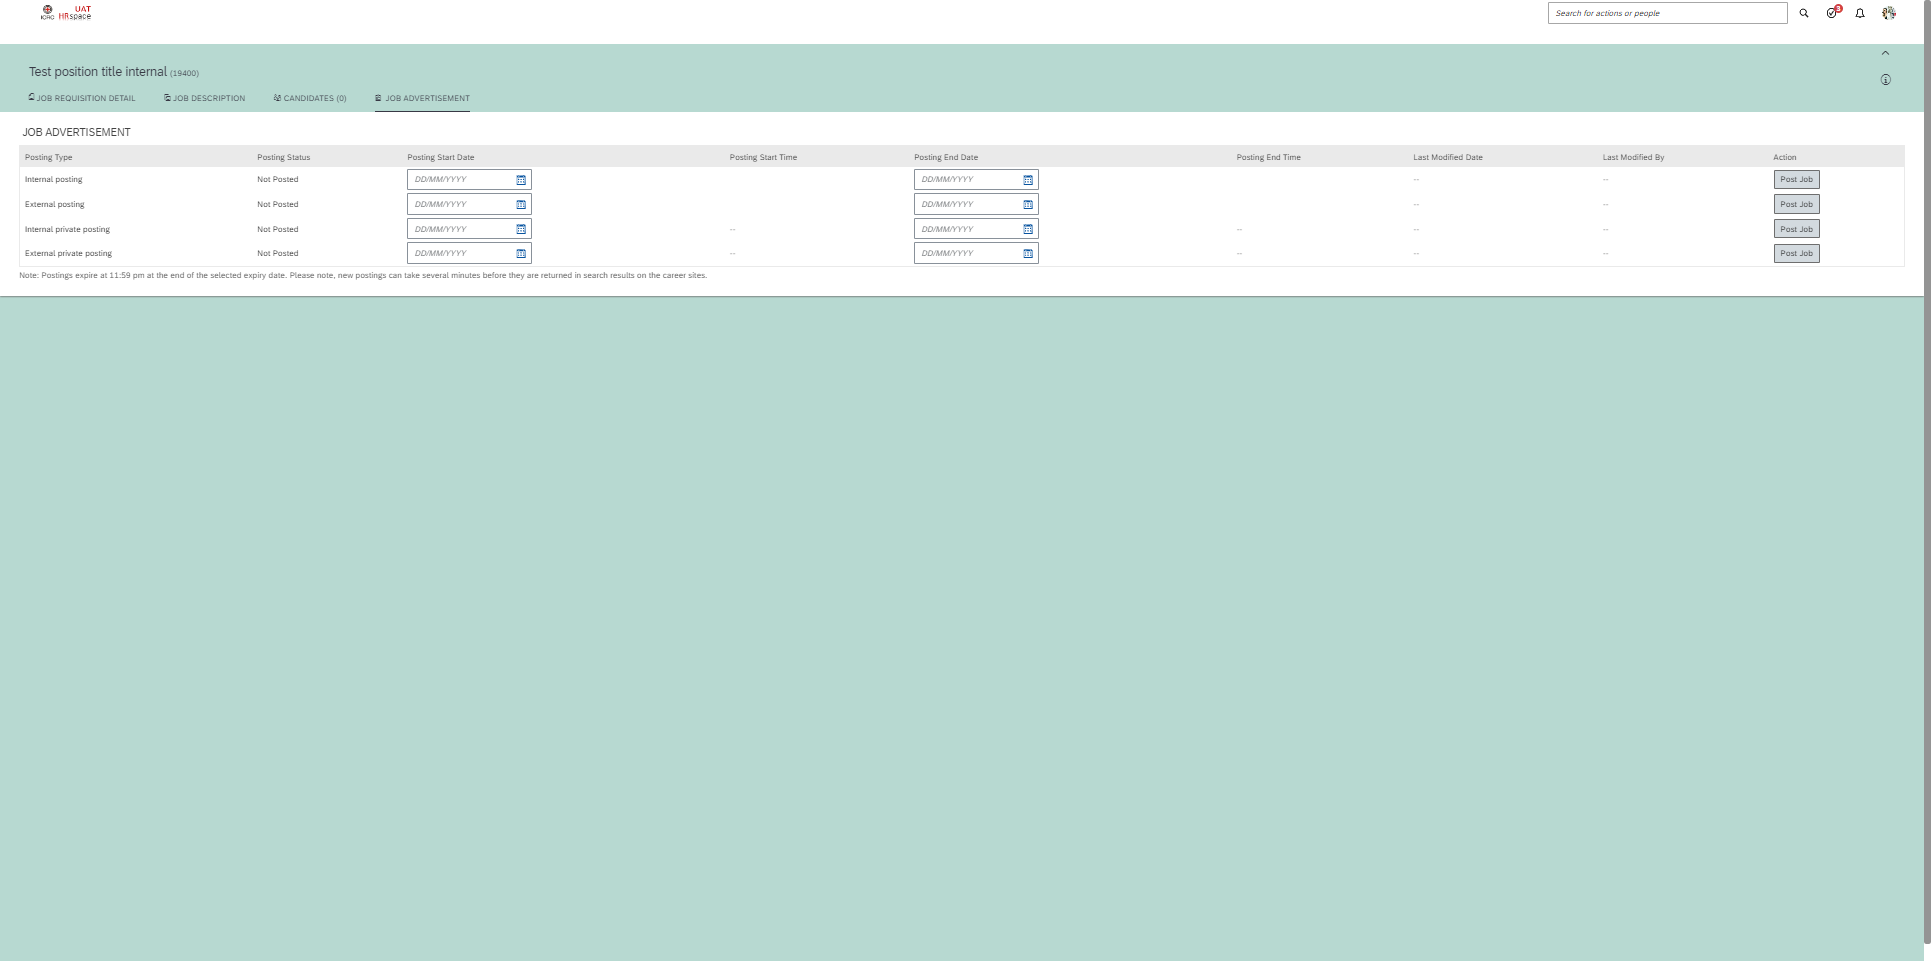 ICRC UAT HRspace
Search for actions or people
3
Test position title internal (19400)
JOB REQUISITION DETAIL JOB DESCRIPTION CANDIDATES (0) JOB ADVERTISEMENT
JOB ADVERTISEMENT
Posting Type Posting Status Posting Start Date Posting Start Time Posting End Date Posting End Time Last Modified Date Last Modified By Action
Internal posting Not Posted DD/MM/YYYY DD/MM/YYYY -- -- Post Job
External posting Not Posted DD/MM/YYYY DD/MM/YYYY -- -- Post Job
Internal private posting Not Posted DD/MM/YYYY -- DD/MM/YYYY -- -- -- Post Job
External private posting Not Posted DD/MM/YYYY -- DD/MM/YYYY -- -- -- Post Job
Note: Postings expire at 11:59 pm at the end of the selected expiry date. Please note, new postings can take several minutes before they are returned in search results on the career sites.